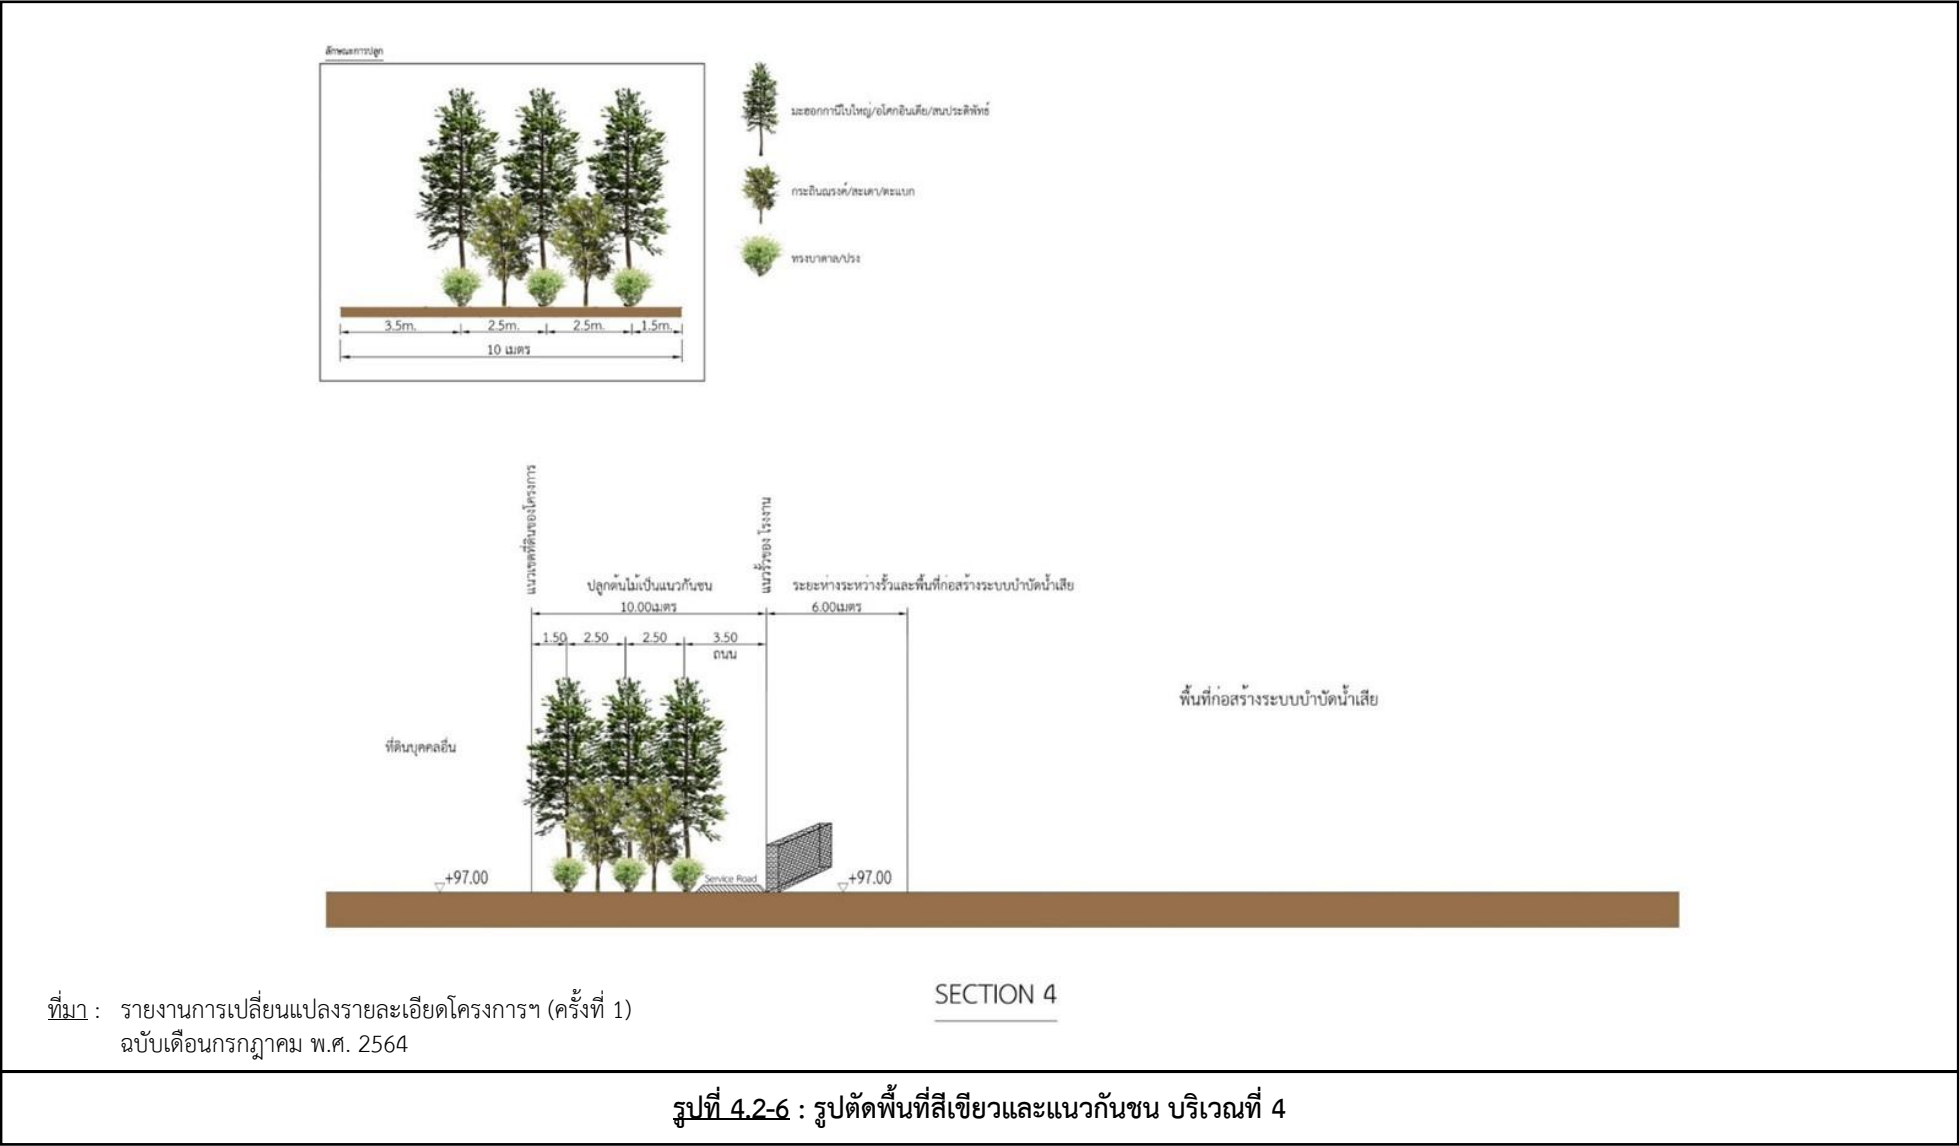 ลักษณะการปลูก
มะฮอกกานีใบใหญ่/อโศกอินเดีย/สนประดิพัทธ์
กระถินณรงค์/สะเดา/ตะแบก
ทรงบาดาล/ปรง
3.5m. 2.5m. 2.5m. 1.5m.
10 เมตร
แนวเขตที่ดินของโครงการ
แนวรั้วของ โรงงาน
ปลูกต้นไม้เป็นแนวกันชน
10.00เมตร
ระยะห่างระหว่างรั้วและพื้นที่ก่อสร้างระบบบำบัดน้ำเสีย
6.00เมตร
1.50 2.50 2.50 3.50
ถนน
พื้นที่ก่อสร้างระบบบำบัดน้ำเสีย
ที่ดินบุคคลอื่น
+97.00
Service Road
+97.00
SECTION 4
ที่มา : รายงานการเปลี่ยนแปลงรายละเอียดโครงการฯ (ครั้งที่ 1)
ฉบับเดือนกรกฎาคม พ.ศ. 2564
รูปที่ 4.2-6 : รูปตัดพื้นที่สีเขียวและแนวกันชน บริเวณที่ 4